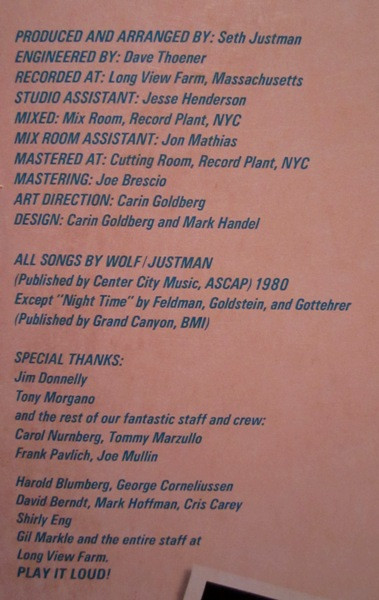 PRODUCED AND ARRANGED BY: Seth Justman
ENGINEERED BY: Dave Thoener
RECORDED AT: Long View Farm, Massachusetts
STUDIO ASSISTANT: Jesse Henderson
MIXED: Mix Room, Record Plant, NYC
MIX ROOM ASSISTANT: Jon Mathias
MASTERED AT: Cutting Room, Record Plant, NYC
MASTERING: Joe Brescio
ART DIRECTION: Carin Goldberg
DESIGN: Carin Goldberg and Mark Handel
ALL SONGS BY WOLF/JUSTMAN
(Published by Center City Music, ASCAP) 1980
Except "Night Time" by Feldman, Goldstein, and Gottehrer
(Published by Grand Canyon, BMI)
SPECIAL THANKS:
Jim Donnelly
Tony Morgano
and the rest of our fantastic staff and crew:
Carol Nurnberg, Tommy Marzullo
Frank Pavlich, Joe Mullin
Harold Blumberg, George Corneliussen
David Berndt, Mark Hoffman, Cris Carey
Shirly Eng
Gil Markle and the entire staff at
Long View Farm.
PLAY IT LOUD!